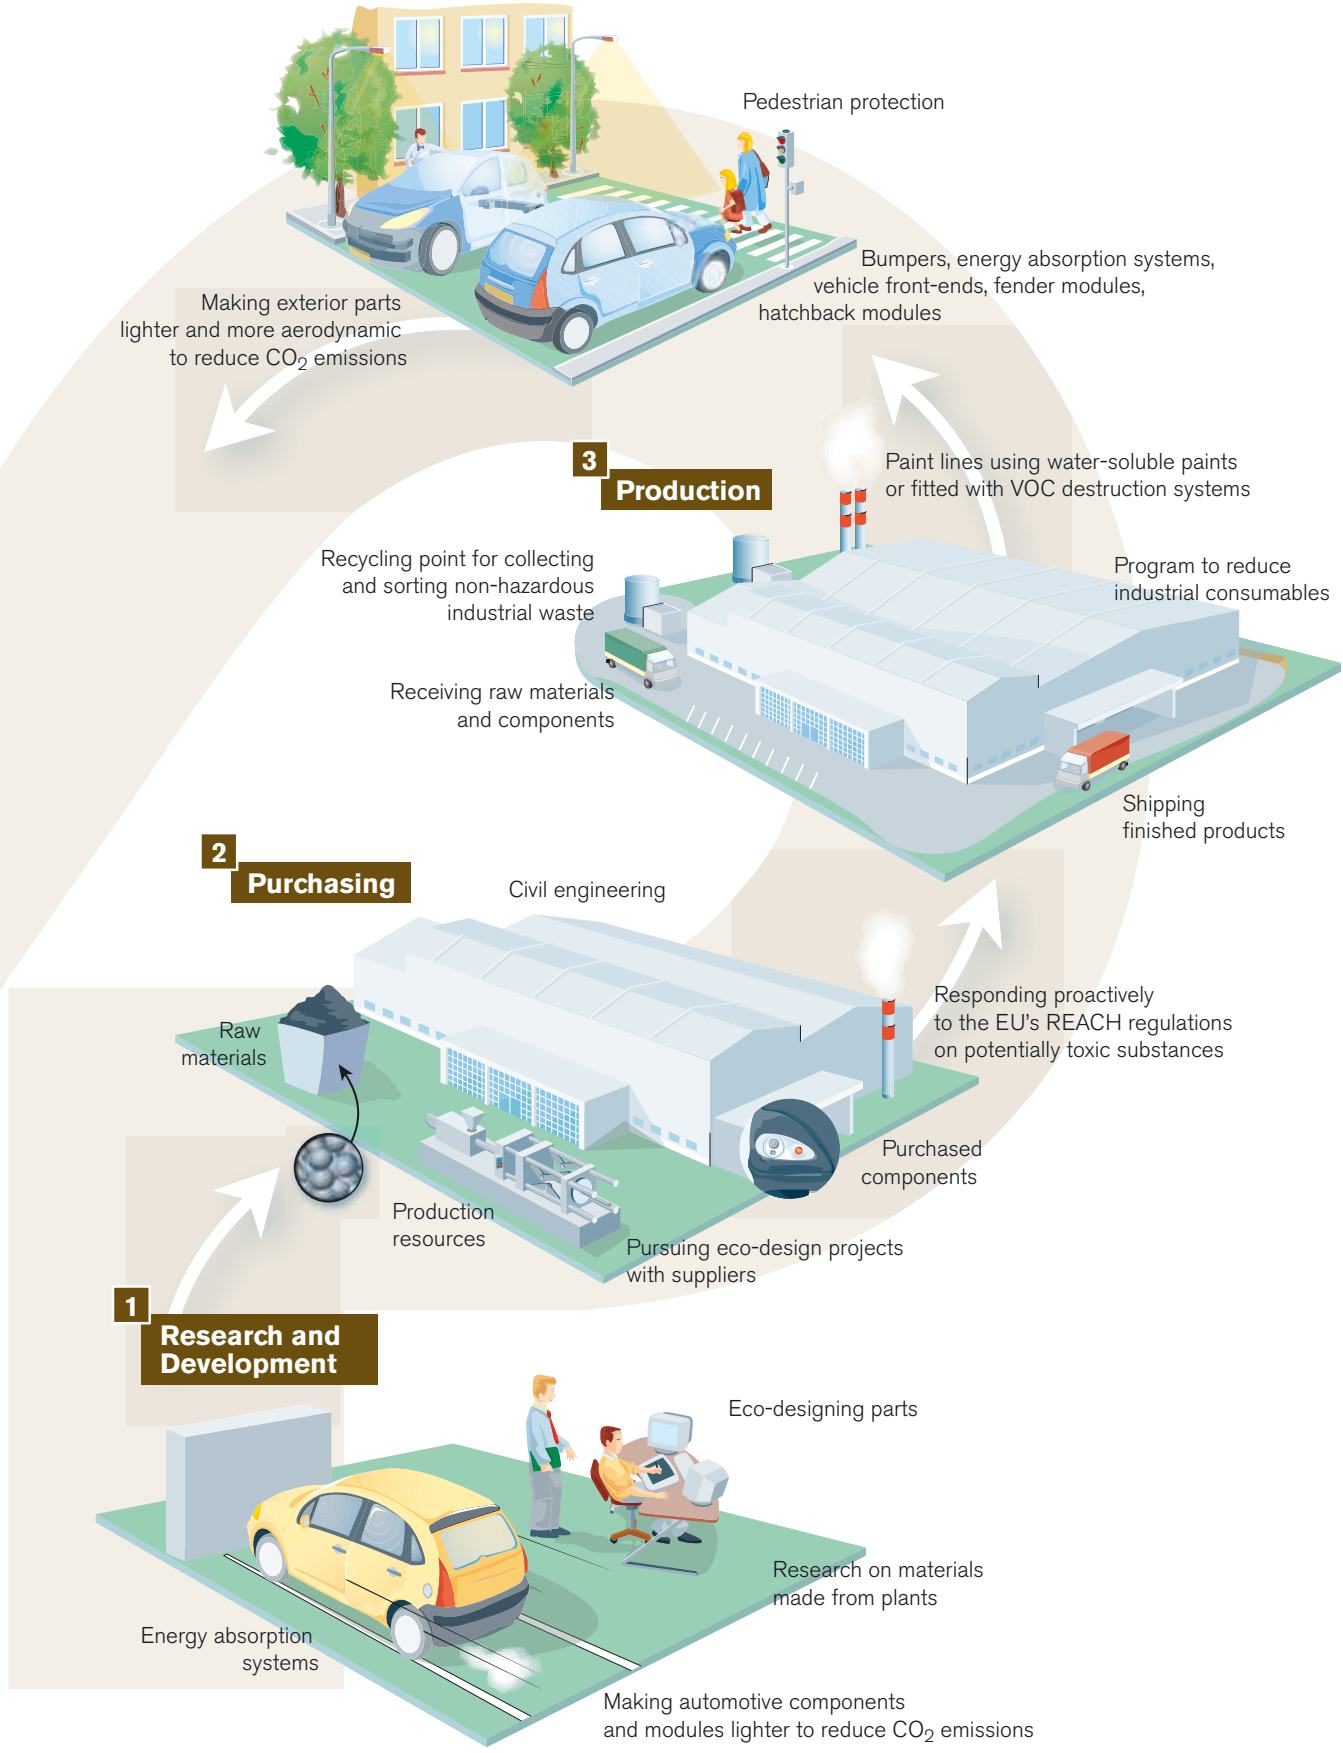 Pedestrian protection
Bumpers, energy absorption systems,
vehicle front-ends, fender modules,
hatchback modules
Making exterior parts
lighter and more aerodynamic
to reduce CO2 emissions
3
Production
Paint lines using water-soluble paints
or fitted with VOC destruction systems
Recycling point for collecting
and sorting non-hazardous
industrial waste
Program to reduce
industrial consumables
Receiving raw materials
and components
Shipping
finished products
2
Purchasing
Civil engineering
Raw
materials
Responding proactively
to the EU's REACH regulations
on potentially toxic substances
Purchased
components
Production
resources
Pursuing eco-design projects
with suppliers
1
Research and
Development
Eco-designing parts
Research on materials
made from plants
Energy absorption
systems
Making automotive components
and modules lighter to reduce CO2 emissions